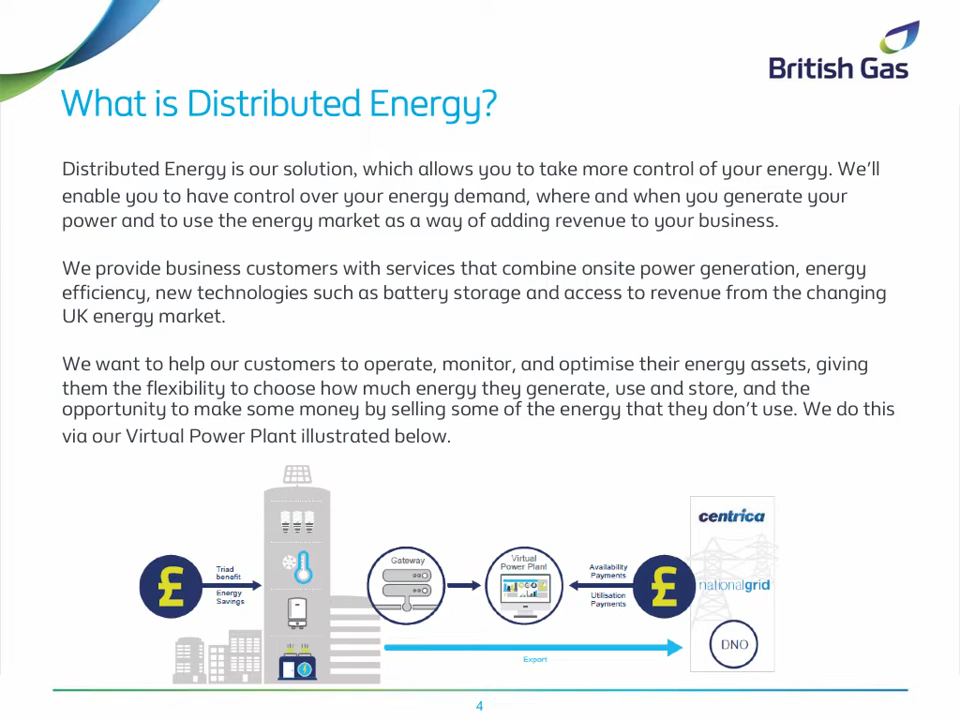 British Gas
What is Distributed Energy?
Distributed Energy is our solution, which allows you to take more control of your energy. We’ll
enable you to have control over your energy demand, where and when you generate your
power and to use the energy market as a way of adding revenue to your business.
We provide business customers with services that combine onsite power generation, energy
efficiency, new technologies such as battery storage and access to revenue from the changing
UK energy market.
We want to help our customers to operate, monitor, and optimise their energy assets, giving
them the flexibility to choose how much energy they generate, use and store, and the
opportunity to make some money by selling some of the energy that they don’t use. We do this
via our Virtual Power Plant illustrated below.
£
Triad
benefit
Energy
Savings
Gateway
Virtual
Power Plant
Availability
Payments
Utilisation
Payments
£
centrica
nationalgrid
DNO
Export
4